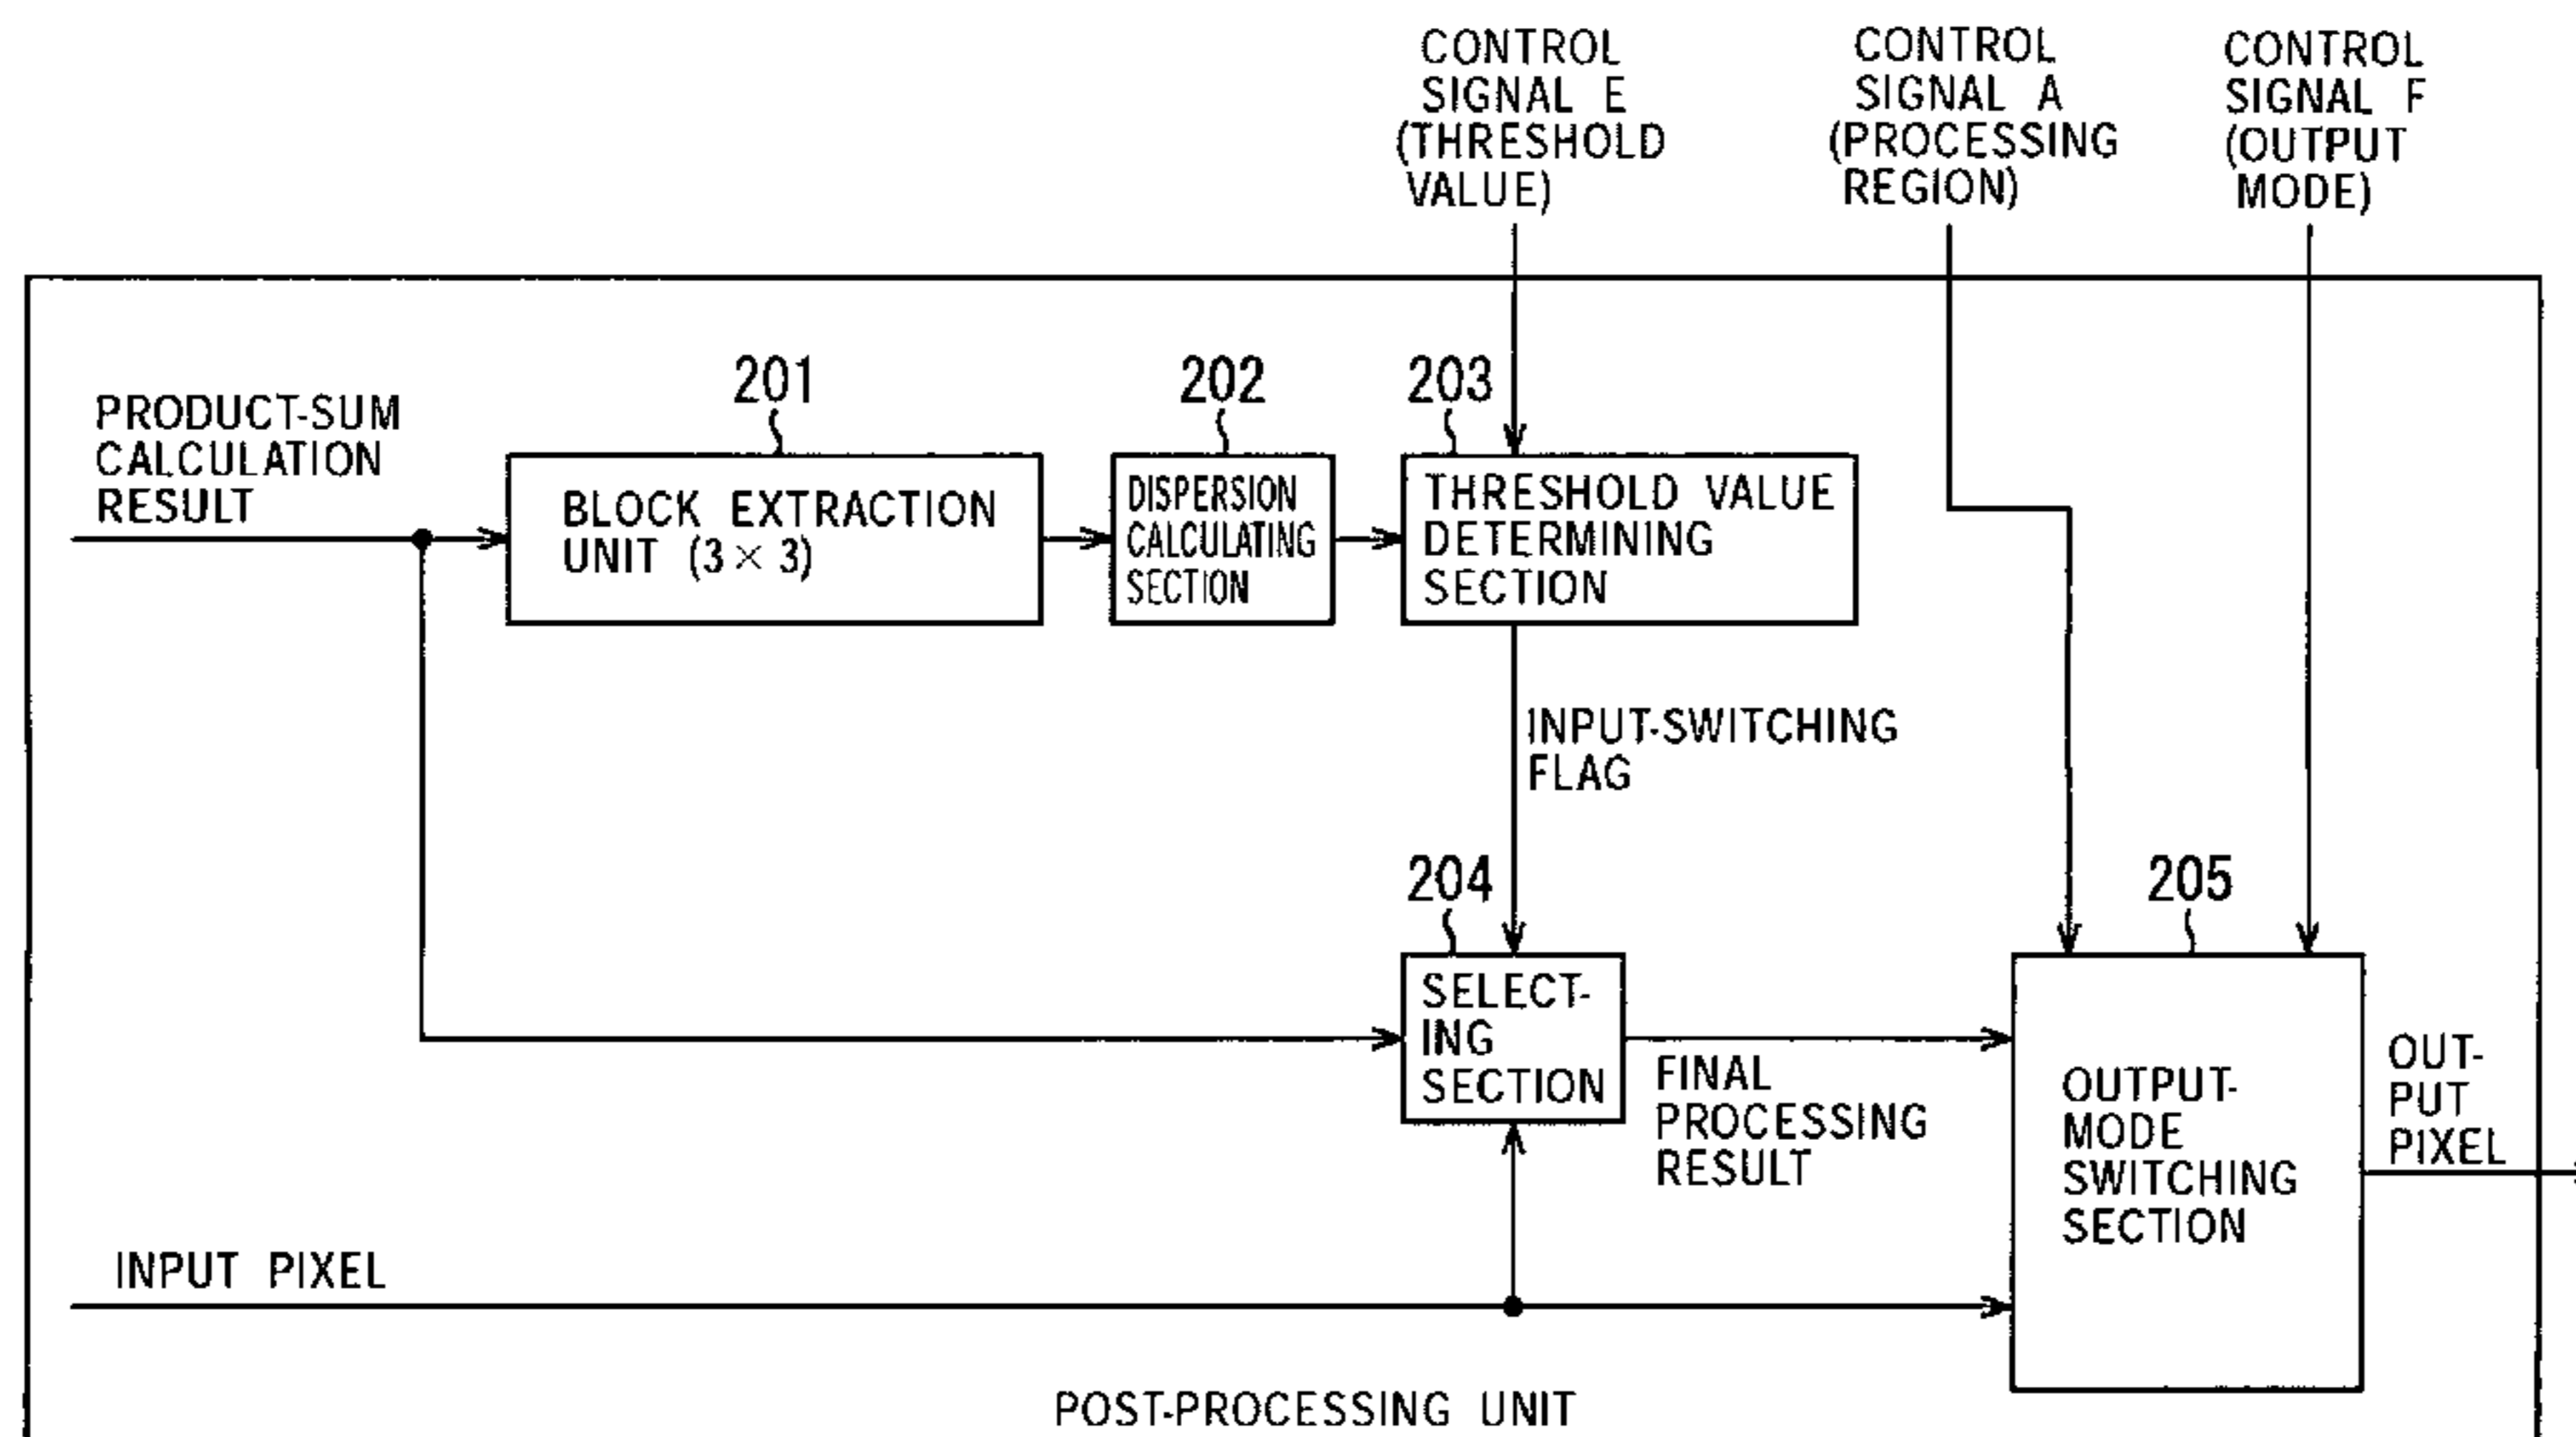 CONTROL
SIGNAL E
(THRESHOLD
VALUE)
CONTROL
SIGNAL A
(PROCESSING
REGION)
CONTROL
SIGNAL F
(OUTPUT
MODE)
PRODUCT-SUM
CALCULATION
RESULT
201
BLOCK EXTRACTION
UNIT (3 × 3)
202
DISPERSION
CALCULATING
SECTION
203
THRESHOLD VALUE
DETERMINING
SECTION
INPUT-SWITCHING
FLAG
204
SELECT-
ING
SECTION
FINAL
PROCESSING
RESULT
205
OUTPUT-
MODE
SWITCHING
SECTION
OUT-
PUT
PIXEL
INPUT PIXEL
POST-PROCESSING UNIT